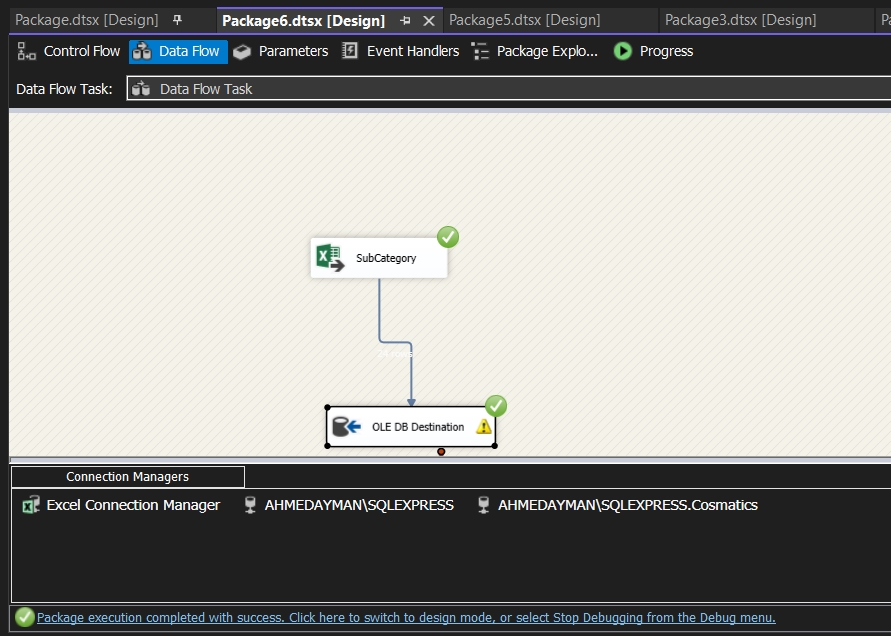 Package.dtsx [Design] Package6.dtsx [Design] Package5.dtsx [Design] Package3.dtsx [Design] Pa
Control Flow Data Flow Parameters Event Handlers Package Explo... Progress
Data Flow Task: Data Flow Task
SubCategory
OLE DB Destination
Connection Managers
Excel Connection Manager AHMEDAYMAN\SQLEXPRESS AHMEDAYMAN\SQLEXPRESS.Cosmatics
Package execution completed with success. Click here to switch to design mode, or select Stop Debugging from the Debug menu.